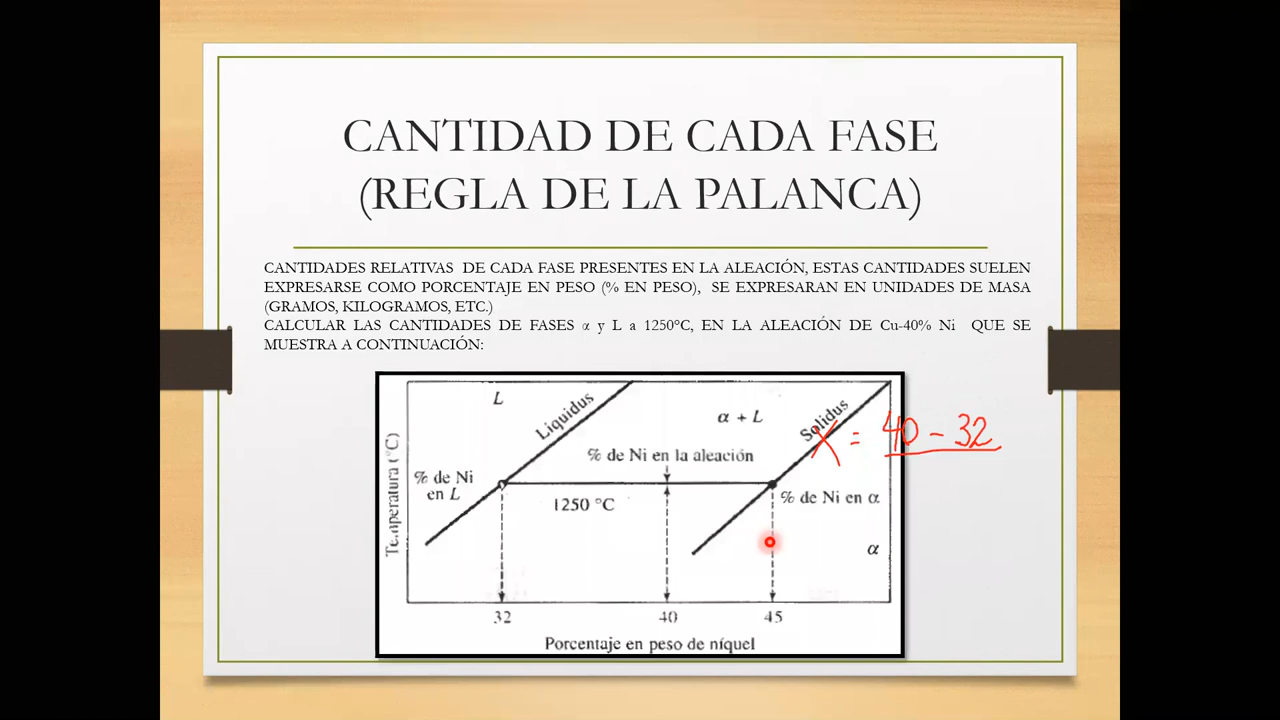 CANTIDAD DE CADA FASE
(REGLA DE LA PALANCA)
CANTIDADES RELATIVAS DE CADA FASE PRESENTES EN LA ALEACIÓN, ESTAS CANTIDADES SUELEN
EXPRESARSE COMO PORCENTAJE EN PESO (% EN PESO), SE EXPRESARAN EN UNIDADES DE MASA
(GRAMOS, KILOGRAMOS, ETC.)
CALCULAR LAS CANTIDADES DE FASES α y L a 1250°C, EN LA ALEACIÓN DE Cu-40% Ni QUE SE
MUESTRA A CONTINUACIÓN:
L
Líquidus
α + L
Solidus
X = 40 - 32
% de Ni en la aleación
% de Ni
en L
1250 °C
% de Ni en α
α
Temperatura (°C)
32
40
45
Porcentaje en peso de níquel